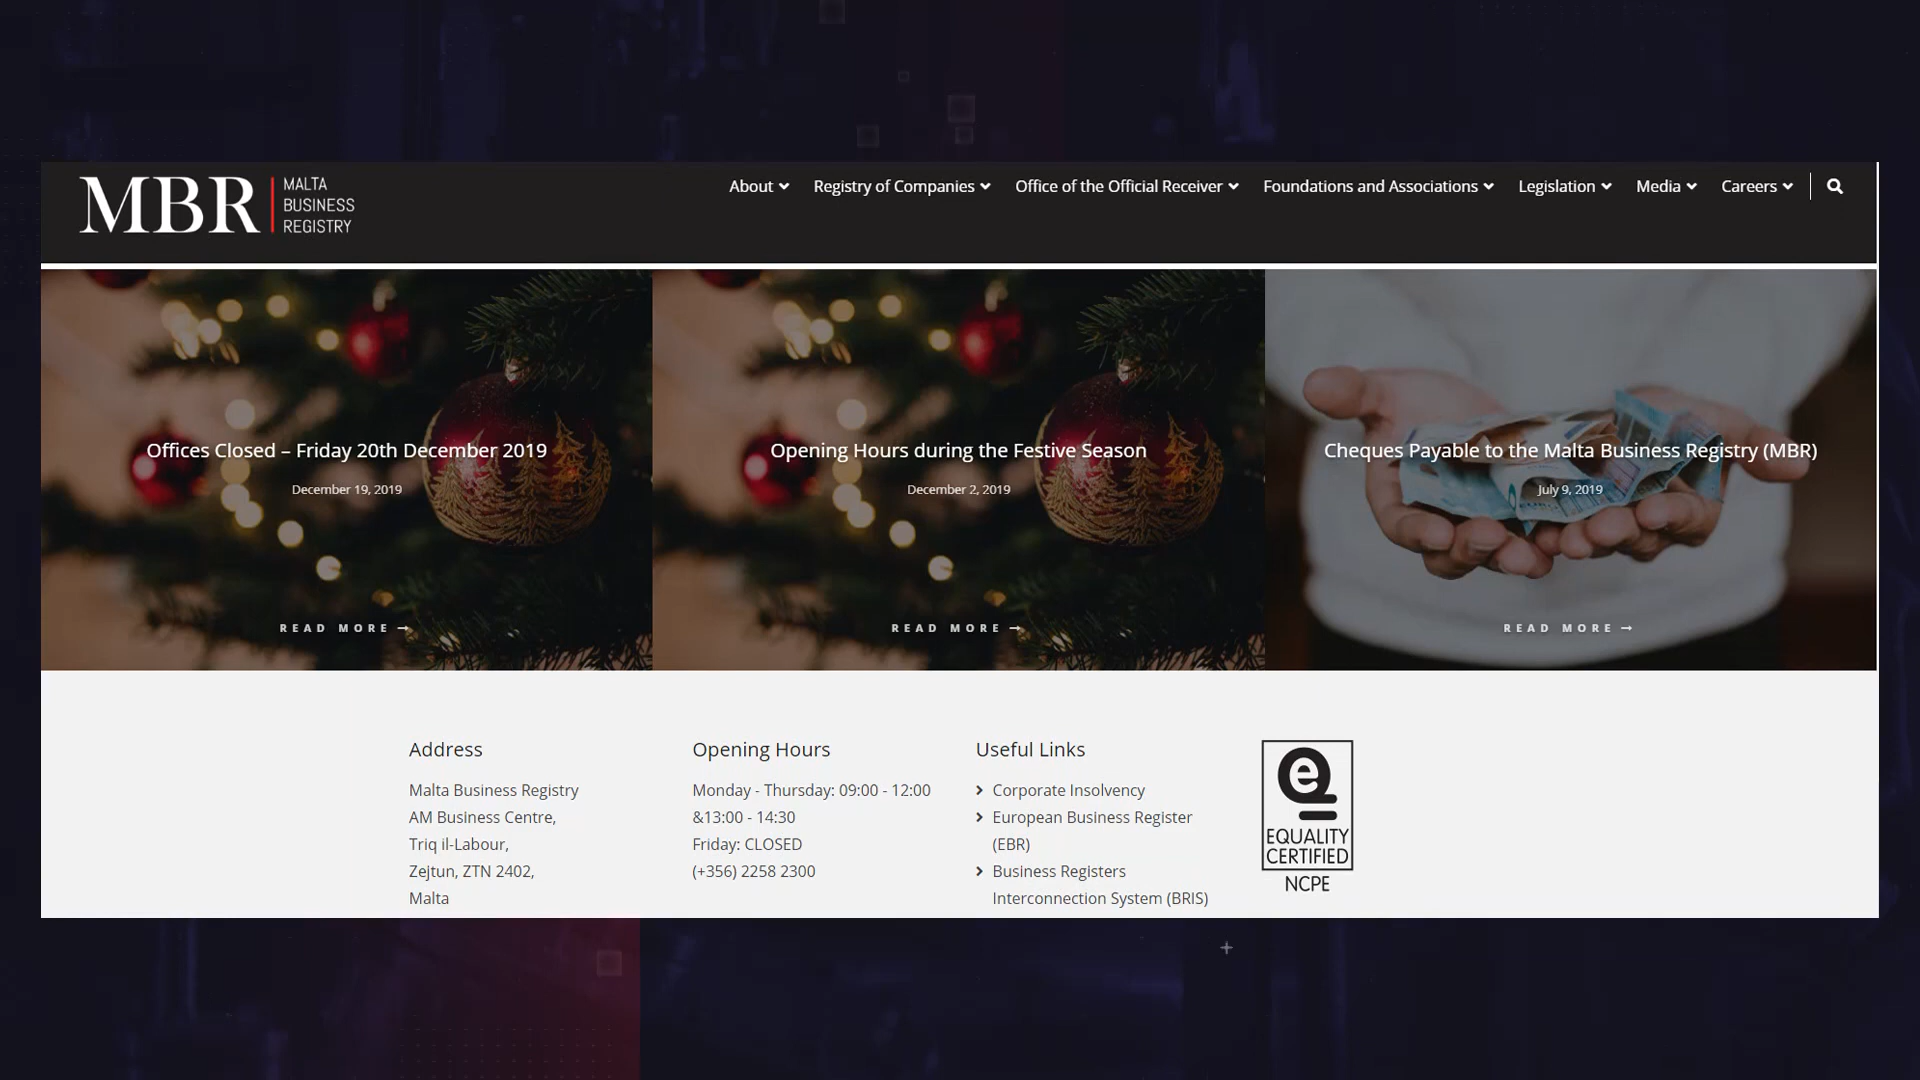 MBR
MALTA
BUSINESS
REGISTRY
About
Registry of Companies
Office of the Official Receiver
Foundations and Associations
Legislation
Media
Careers
Offices Closed – Friday 20th December 2019
December 19, 2019
READ MORE →
Opening Hours during the Festive Season
December 2, 2019
READ MORE →
Cheques Payable to the Malta Business Registry (MBR)
July 9, 2019
READ MORE →
Address
Malta Business Registry
AM Business Centre,
Triq il-Labour,
Zejtun, ZTN 2402,
Malta
Opening Hours
Monday - Thursday: 09:00 - 12:00
&13:00 - 14:30
Friday: CLOSED
(+356) 2258 2300
Useful Links
Corporate Insolvency
European Business Register
(EBR)
Business Registers
Interconnection System (BRIS)
e
EQUALITY
CERTIFIED
NCPE